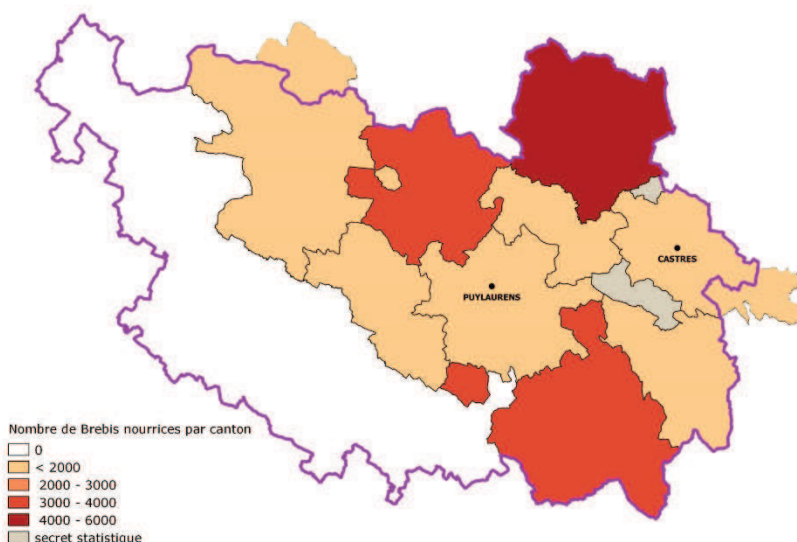 CASTRES
PUYLAURENS
Nombre de Brebis nourrices par canton
0
< 2000
2000 - 3000
3000 - 4000
4000 - 6000
secret statistique